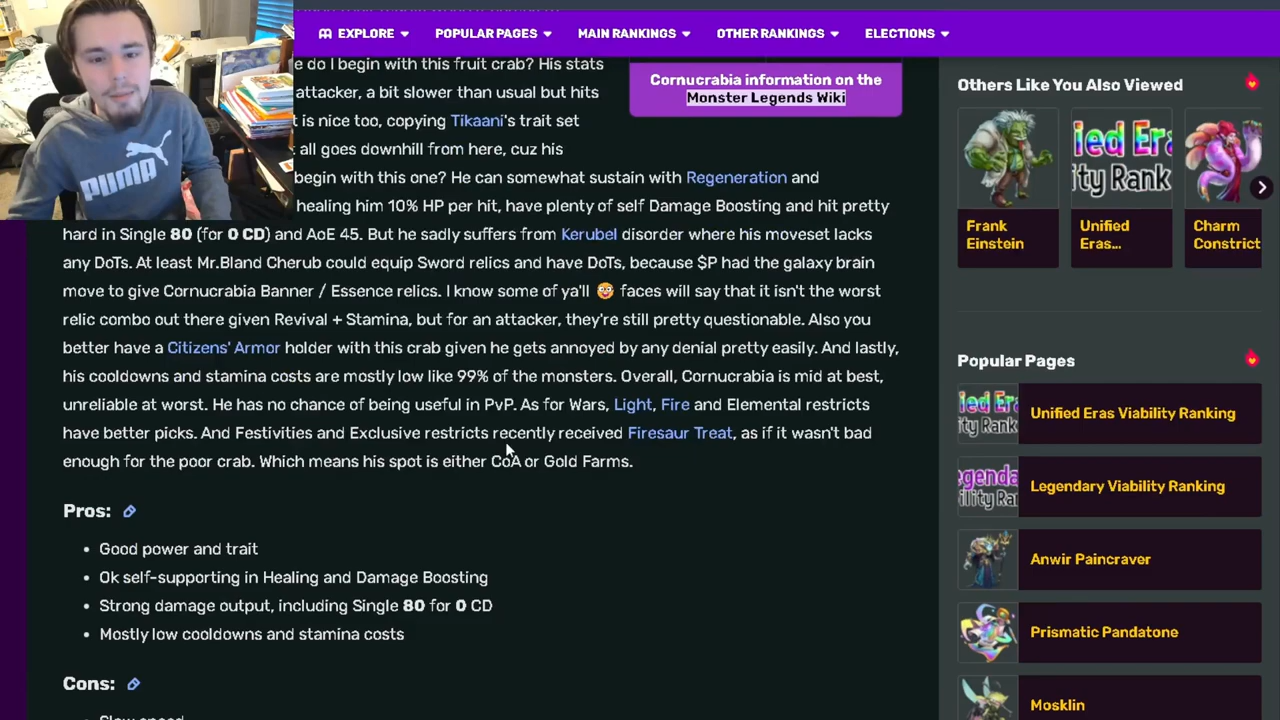 EXPLORE
POPULAR PAGES
MAIN RANKINGS
OTHER RANKINGS
ELECTIONS
e do I begin with this fruit crab? His stats
attacker, a bit slower than usual but hits
t is nice too, copying Tikaani's trait set
all goes downhill from here, cuz his
begin with this one? He can somewhat sustain with Regeneration and
healing him 10% HP per hit, have plenty of self Damage Boosting and hit pretty
hard in Single 80 (for 0 CD) and AoE 45. But he sadly suffers from Kerubel disorder where his moveset lacks
any DoTs. At least Mr.Bland Cherub could equip Sword relics and have DoTs, because $P had the galaxy brain
move to give Cornucrabia Banner / Essence relics. I know some of ya'll 🤡 faces will say that it isn't the worst
relic combo out there given Revival + Stamina, but for an attacker, they're still pretty questionable. Also you
better have a Citizens' Armor holder with this crab given he gets annoyed by any denial pretty easily. And lastly,
his cooldowns and stamina costs are mostly low like 99% of the monsters. Overall, Cornucrabia is mid at best,
unreliable at worst. He has no chance of being useful in PvP. As for Wars, Light, Fire and Elemental restricts
have better picks. And Festivities and Exclusive restricts recently received Firesaur Treat, as if it wasn't bad
enough for the poor crab. Which means his spot is either CoA or Gold Farms.
Pros:
Good power and trait
Ok self-supporting in Healing and Damage Boosting
Strong damage output, including Single 80 for 0 CD
Mostly low cooldowns and stamina costs
Cons:
Slow speed
Cornucrabia information on the
Monster Legends Wiki
Others Like You Also Viewed
ied Era
ity Rank
Frank
Einstein
Unified
Eras...
Charm
Constrict
Popular Pages
Unified Eras Viability Ranking
Legendary Viability Ranking
Anwir Paincraver
Prismatic Pandatone
Mosklin
PUMA